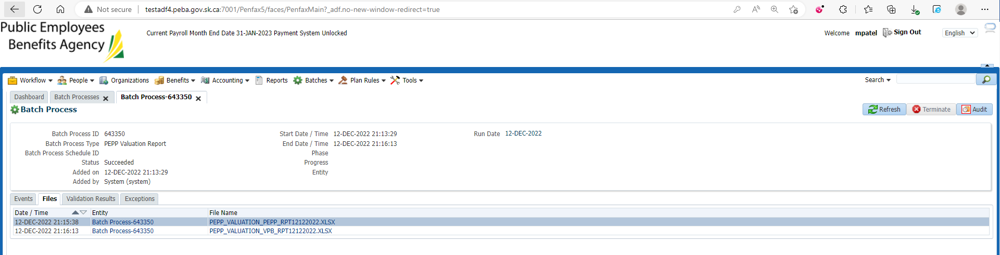 Not secure testadf4.peba.gov.sk.ca:7001/Penfax5/faces/PenfaxMain?_adf.no-new-window-redirect=true
Public Employees
Benefits Agency
Current Payroll Month End Date 31-JAN-2023 Payment System Unlocked
Welcome mpatel Sign Out English
Workflow People Organizations Benefits Accounting Reports Batches Plan Rules Tools Search
Dashboard Batch Processes Batch Process-643350
Batch Process
Refresh Terminate Audit
Batch Process ID 643350 Start Date / Time 12-DEC-2022 21:13:29 Run Date 12-DEC-2022
Batch Process Type PEPP Valuation Report End Date / Time 12-DEC-2022 21:16:13
Batch Process Schedule ID Phase
Status Succeeded Progress
Added on 12-DEC-2022 21:13:29 Entity
Added by System (system)
Events Files Validation Results Exceptions
Date / Time Entity File Name
12-DEC-2022 21:15:38 Batch Process-643350 PEPP_VALUATION_PEPP_RPT12122022.XLSX
12-DEC-2022 21:16:13 Batch Process-643350 PEPP_VALUATION_VPB_RPT12122022.XLSX